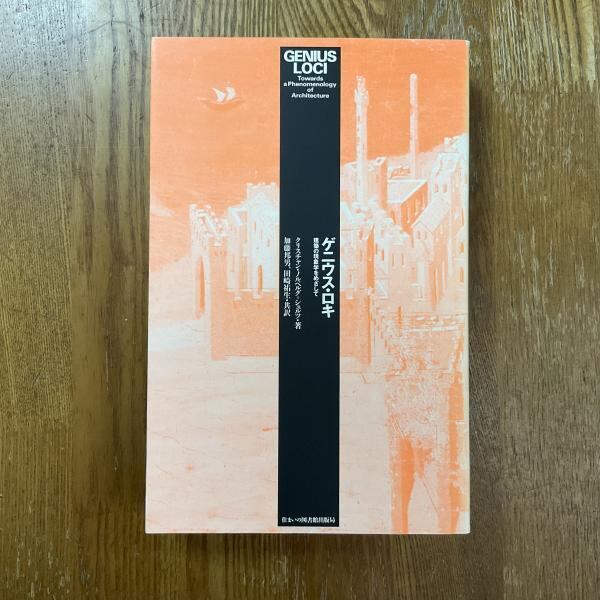 GENIUS
LOCI
Towards
a Phenomenology
of
Architecture
ゲニウス・ロキ
建築の現象学をめざして
クリスチャン・ノルベルグ=シュルツ・著
加藤邦男、田崎祐生・共訳
住まいの図書館出版局